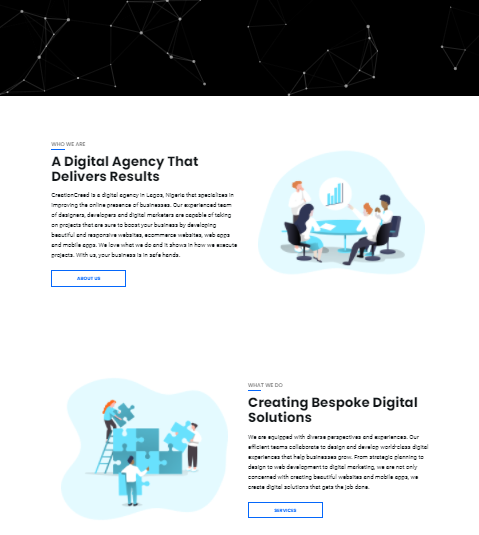 WHO WE ARE
A Digital Agency That
Delivers Results
CreationCreed is a digital agency in Lagos, Nigeria that specializes in
improving the online presence of businesses. Our experienced team
of designers, developers and digital marketers are capable of taking
on projects that are sure to boost your business by developing
beautiful and responsive websites, ecommerce websites, web apps
and mobile apps. We love what we do and it shows in how we execute
projects. With us, your business is in safe hands.
ABOUT US
WHAT WE DO
Creating Bespoke Digital
Solutions
We are equipped with diverse perspectives and experiences. Our
efficient teams collaborate to design and develop world-class digital
experiences that help businesses grow. From strategic planning to
design to web development to digital marketing, we are not only
concerned with creating beautiful websites and mobile apps, we
create digital solutions that gets the job done.
SERVICES